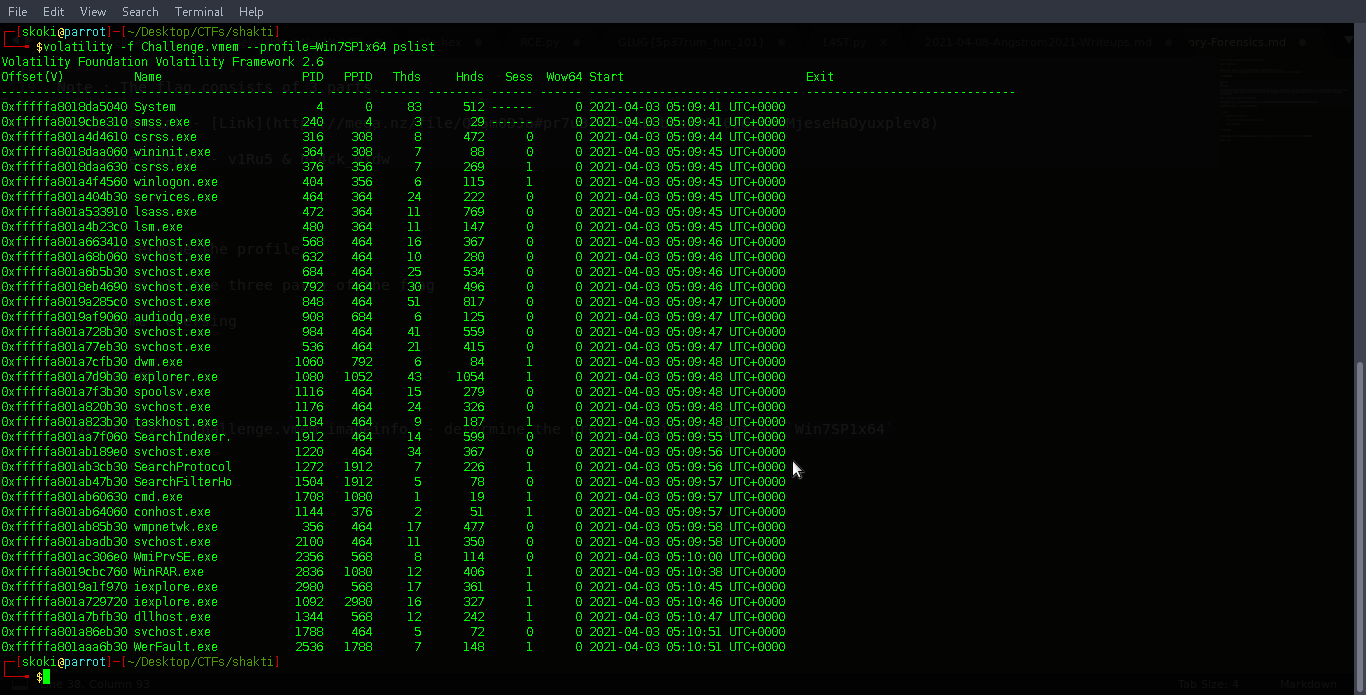 File Edit View Search Terminal Help
┌─[skoki@parrot]─[~/Desktop/CTFs/shakti]
└──╼ $volatility -f Challenge.vmem --profile=Win7SP1x64 pslist
Volatility Foundation Volatility Framework 2.6
Offset(V) Name PID PPID Thds Hnds Sess Wow64 Start Exit
------------------ -------------------- ------ ------ ------ -------- ------ ------ ------------------------------ ------------------------------
0xfffffa8018da5040 System 4 0 83 512 ------ 0 2021-04-03 05:09:41 UTC+0000
0xfffffa8019cbe310 smss.exe 240 4 3 29 ------ 0 2021-04-03 05:09:41 UTC+0000
0xfffffa801a4d4610 csrss.exe 316 308 8 472 0 0 2021-04-03 05:09:44 UTC+0000
0xfffffa8018daa060 wininit.exe 364 308 7 88 0 0 2021-04-03 05:09:45 UTC+0000
0xfffffa8018daa630 csrss.exe 376 356 7 269 1 0 2021-04-03 05:09:45 UTC+0000
0xfffffa801a4f4560 winlogon.exe 404 356 6 115 1 0 2021-04-03 05:09:45 UTC+0000
0xfffffa801a404b30 services.exe 464 364 24 222 0 0 2021-04-03 05:09:45 UTC+0000
0xfffffa801a533910 lsass.exe 472 364 11 769 0 0 2021-04-03 05:09:45 UTC+0000
0xfffffa801a4b23c0 lsm.exe 480 364 11 147 0 0 2021-04-03 05:09:45 UTC+0000
0xfffffa801a663410 svchost.exe 568 464 16 367 0 0 2021-04-03 05:09:46 UTC+0000
0xfffffa801a68b060 svchost.exe 632 464 10 280 0 0 2021-04-03 05:09:46 UTC+0000
0xfffffa801a6b5b30 svchost.exe 684 464 25 534 0 0 2021-04-03 05:09:46 UTC+0000
0xfffffa8018eb4690 svchost.exe 792 464 30 496 0 0 2021-04-03 05:09:46 UTC+0000
0xfffffa8019a285c0 svchost.exe 848 464 51 817 0 0 2021-04-03 05:09:47 UTC+0000
0xfffffa8019af9060 audiodg.exe 908 684 6 125 0 0 2021-04-03 05:09:47 UTC+0000
0xfffffa801a728b30 svchost.exe 984 464 41 559 0 0 2021-04-03 05:09:47 UTC+0000
0xfffffa801a77eb30 svchost.exe 536 464 21 415 0 0 2021-04-03 05:09:47 UTC+0000
0xfffffa801a7cfb30 dwm.exe 1060 792 6 84 1 0 2021-04-03 05:09:48 UTC+0000
0xfffffa801a7d9b30 explorer.exe 1080 1052 43 1054 1 0 2021-04-03 05:09:48 UTC+0000
0xfffffa801a7f3b30 spoolsv.exe 1116 464 15 279 0 0 2021-04-03 05:09:48 UTC+0000
0xfffffa801a820b30 svchost.exe 1176 464 24 326 0 0 2021-04-03 05:09:48 UTC+0000
0xfffffa801a823b30 taskhost.exe 1184 464 9 187 1 0 2021-04-03 05:09:48 UTC+0000
0xfffffa801aa7f060 SearchIndexer. 1912 464 14 599 0 0 2021-04-03 05:09:55 UTC+0000
0xfffffa801ab189e0 svchost.exe 1220 464 34 367 0 0 2021-04-03 05:09:56 UTC+0000
0xfffffa801ab3cb30 SearchProtocol 1272 1912 7 226 1 0 2021-04-03 05:09:56 UTC+0000
0xfffffa801ab47b30 SearchFilterHo 1504 1912 5 78 0 0 2021-04-03 05:09:57 UTC+0000
0xfffffa801ab60630 cmd.exe 1708 1080 1 19 1 0 2021-04-03 05:09:57 UTC+0000
0xfffffa801ab64060 conhost.exe 1144 376 2 51 1 0 2021-04-03 05:09:57 UTC+0000
0xfffffa801ab85b30 wmpnetwk.exe 356 464 17 477 0 0 2021-04-03 05:09:58 UTC+0000
0xfffffa801abadb30 svchost.exe 2100 464 11 350 0 0 2021-04-03 05:09:58 UTC+0000
0xfffffa801ac306e0 WmiPrvSE.exe 2356 568 8 114 0 0 2021-04-03 05:10:00 UTC+0000
0xfffffa8019cbc760 WinRAR.exe 2836 1080 12 406 1 0 2021-04-03 05:10:38 UTC+0000
0xfffffa8019a1f970 iexplore.exe 2980 568 17 361 1 0 2021-04-03 05:10:45 UTC+0000
0xfffffa801a729720 iexplore.exe 1092 2980 16 327 1 0 2021-04-03 05:10:46 UTC+0000
0xfffffa801a7bfb30 dllhost.exe 1344 568 12 242 1 0 2021-04-03 05:10:47 UTC+0000
0xfffffa801a86eb30 svchost.exe 1788 464 5 72 0 0 2021-04-03 05:10:51 UTC+0000
0xfffffa801aaa6b30 WerFault.exe 2536 1788 7 148 1 0 2021-04-03 05:10:51 UTC+0000
┌─[skoki@parrot]─[~/Desktop/CTFs/shakti]
└──╼ $